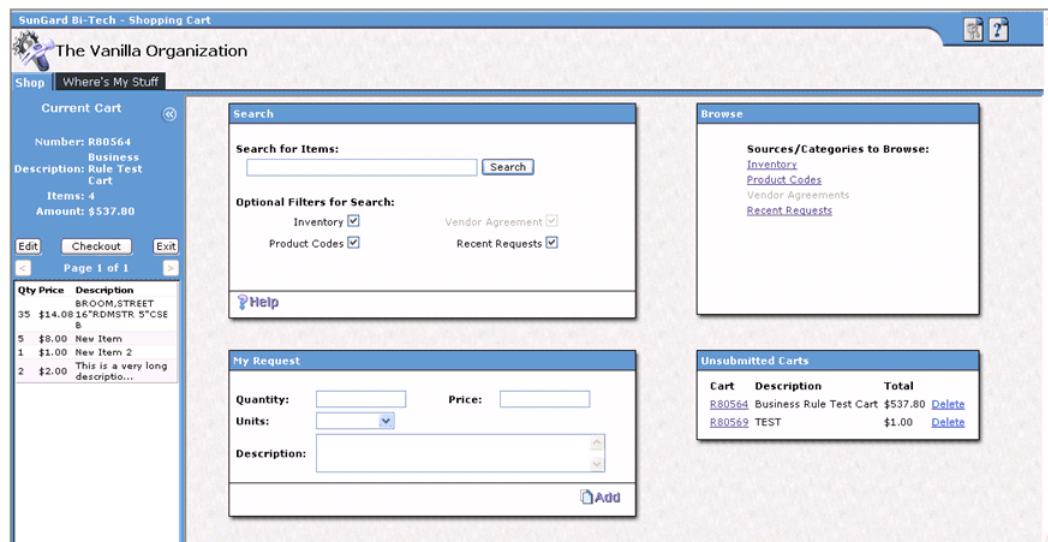 SunGard Bi-Tech - Shopping Cart
The Vanilla Organization
Shop
Where's My Stuff
Current Cart
Number: R80564
Description: Business Rule Test Cart
Items: 4
Amount: $537.80
Edit
Checkout
Exit
<
Page 1 of 1
>
Qty Price Description
35 $14.08 BROOM,STREET 16"RDMSTR 5"CSE B
5 $8.00 New Item
1 $1.00 New Item 2
2 $2.00 This is a very long descriptio...
Search
Search for Items:
Search
Optional Filters for Search:
Inventory
Vendor Agreement
Product Codes
Recent Requests
Help
My Request
Quantity:
Price:
Units:
Description:
Add
Browse
Sources/Categories to Browse:
Inventory
Product Codes
Vendor Agreements
Recent Requests
Unsubmitted Carts
Cart Description Total
R80564 Business Rule Test Cart $537.80 Delete
R80569 TEST $1.00 Delete